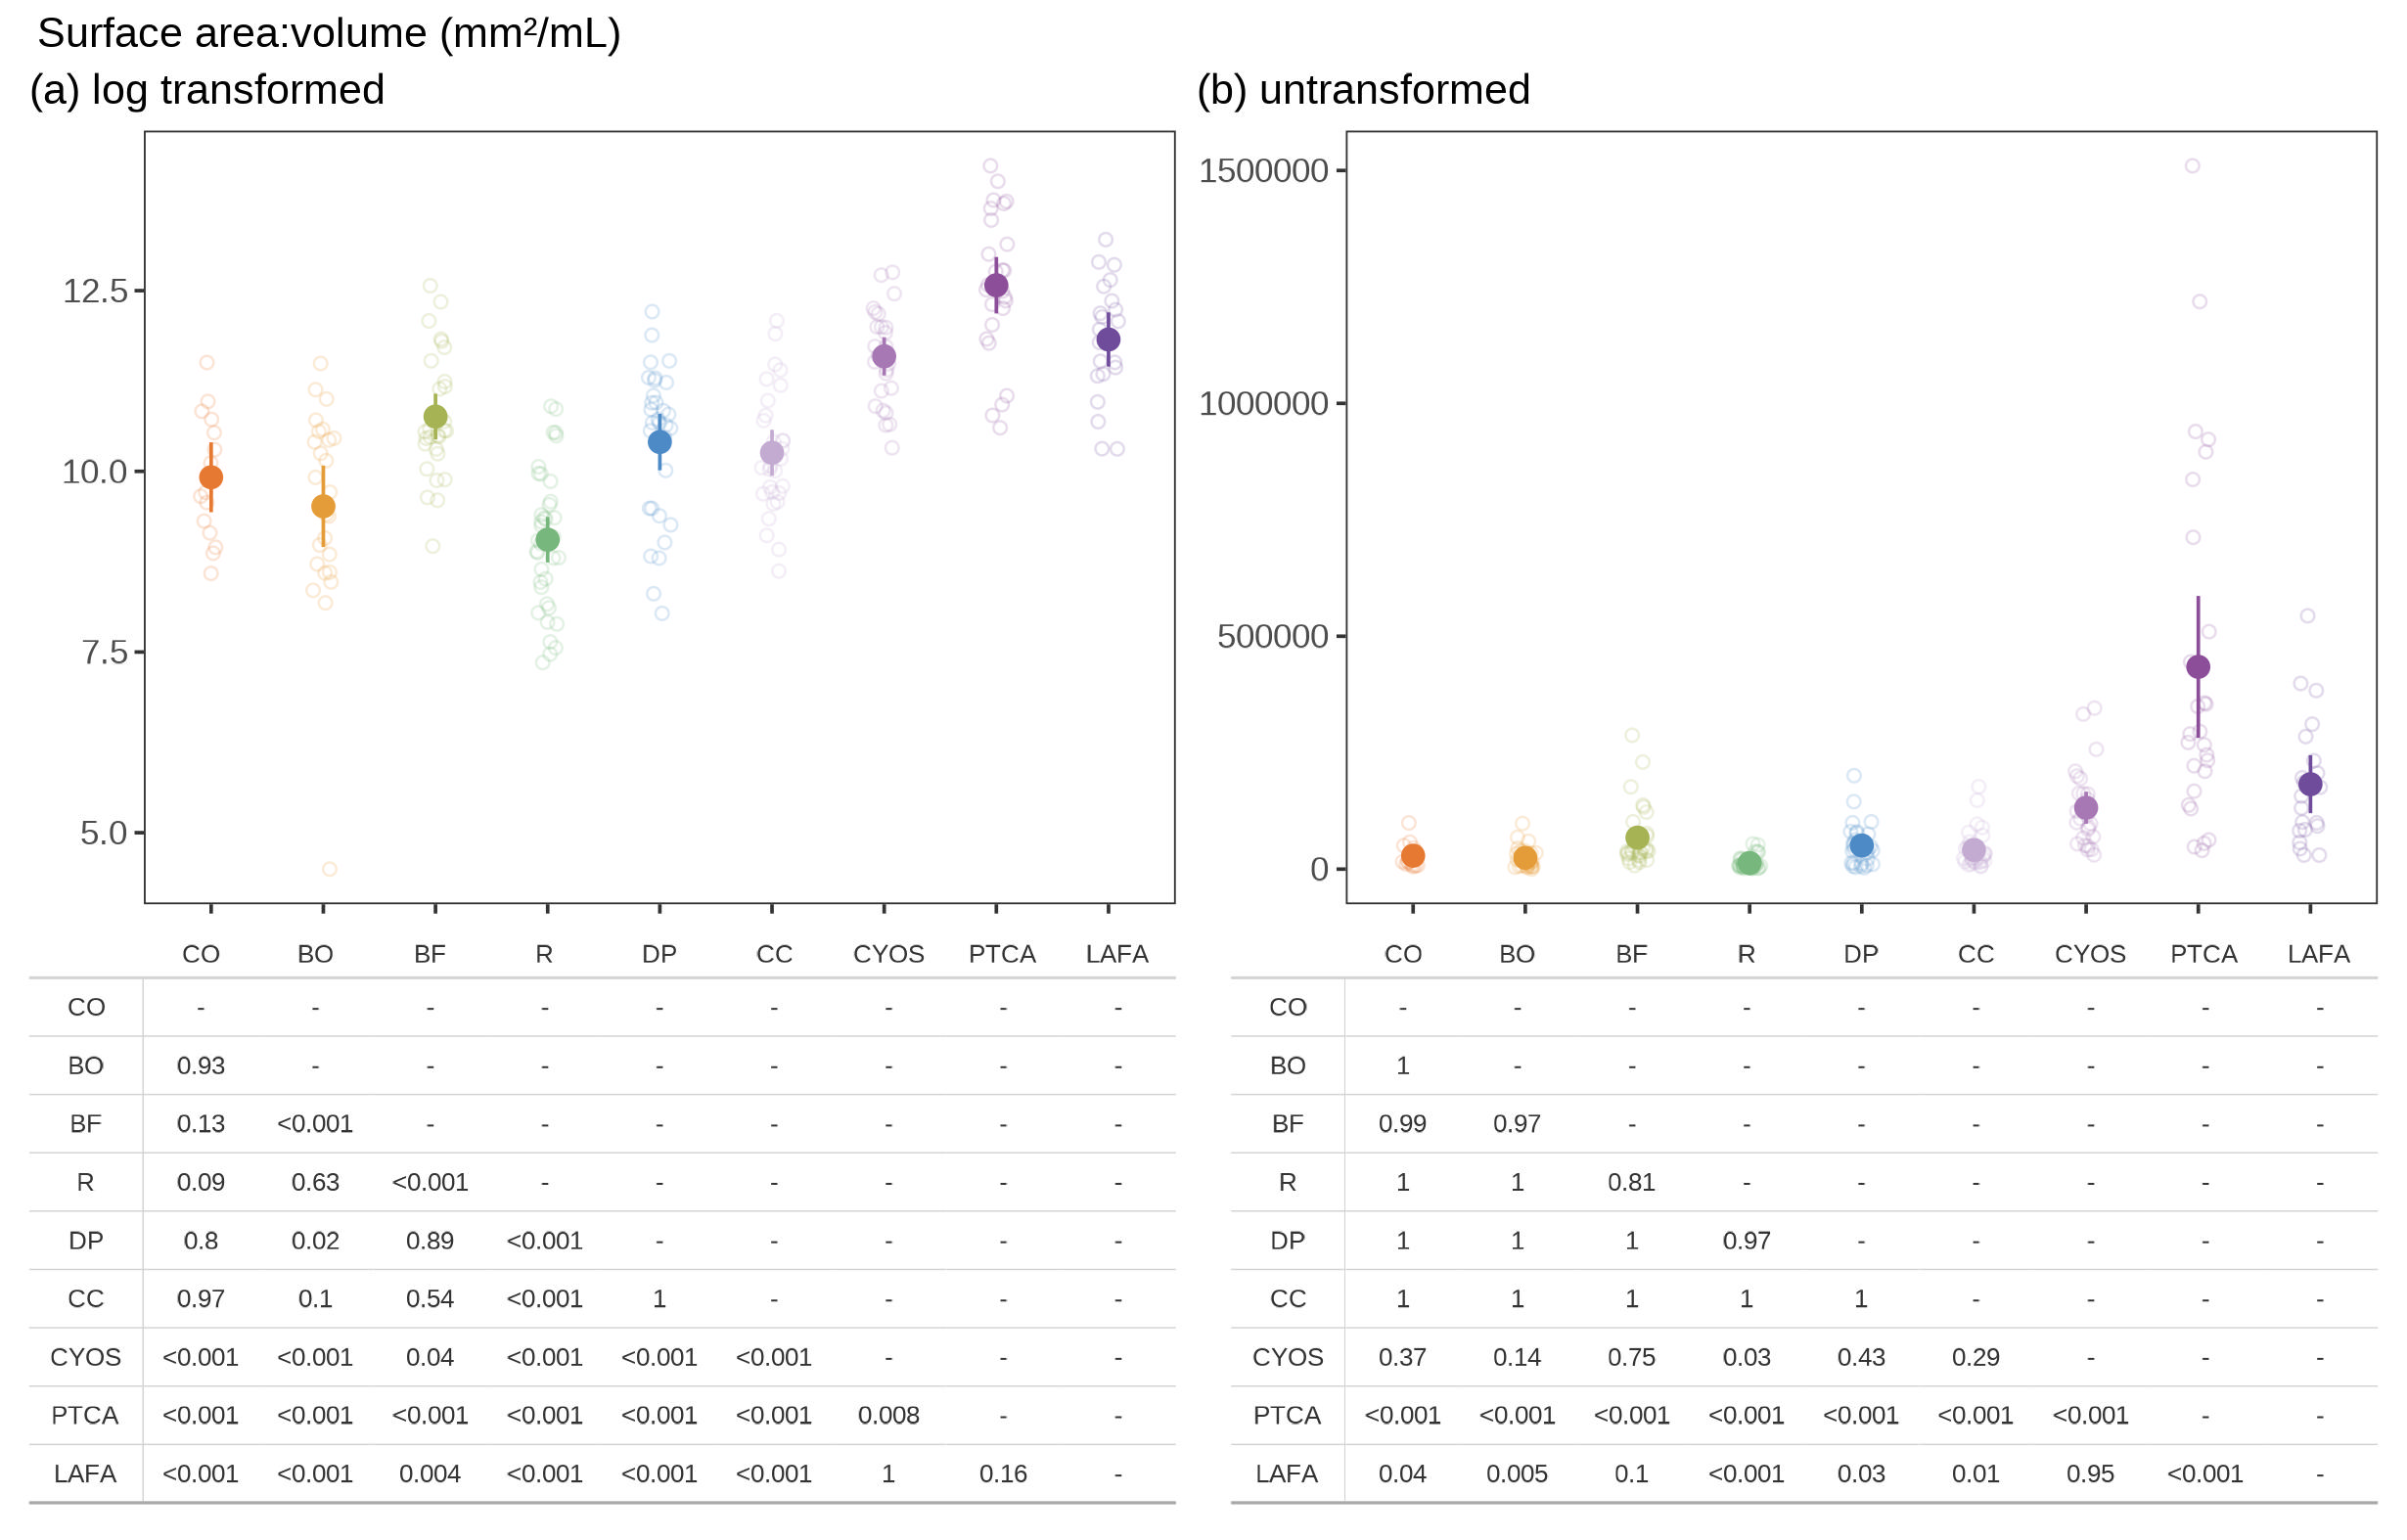 Surface area:volume (mm²/mL)
(a) log transformed
12.5
10.0
7.5
5.0
CO BO BF R DP CC CYOS PTCA LAFA
CO - - - - - - - - -
BO 0.93 - - - - - - - -
BF 0.13 <0.001 - - - - - - -
R 0.09 0.63 <0.001 - - - - - -
DP 0.8 0.02 0.89 <0.001 - - - - -
CC 0.97 0.1 0.54 <0.001 1 - - - -
CYOS <0.001 <0.001 0.04 <0.001 <0.001 <0.001 - - -
PTCA <0.001 <0.001 <0.001 <0.001 <0.001 <0.001 0.008 - -
LAFA <0.001 <0.001 0.004 <0.001 <0.001 <0.001 1 0.16 -
(b) untransformed
1500000
1000000
500000
0
CO BO BF R DP CC CYOS PTCA LAFA
CO - - - - - - - - -
BO 1 - - - - - - - -
BF 0.99 0.97 - - - - - - -
R 1 1 0.81 - - - - - -
DP 1 1 1 0.97 - - - - -
CC 1 1 1 1 1 - - - -
CYOS 0.37 0.14 0.75 0.03 0.43 0.29 - - -
PTCA <0.001 <0.001 <0.001 <0.001 <0.001 <0.001 <0.001 - -
LAFA 0.04 0.005 0.1 <0.001 0.03 0.01 0.95 <0.001 -